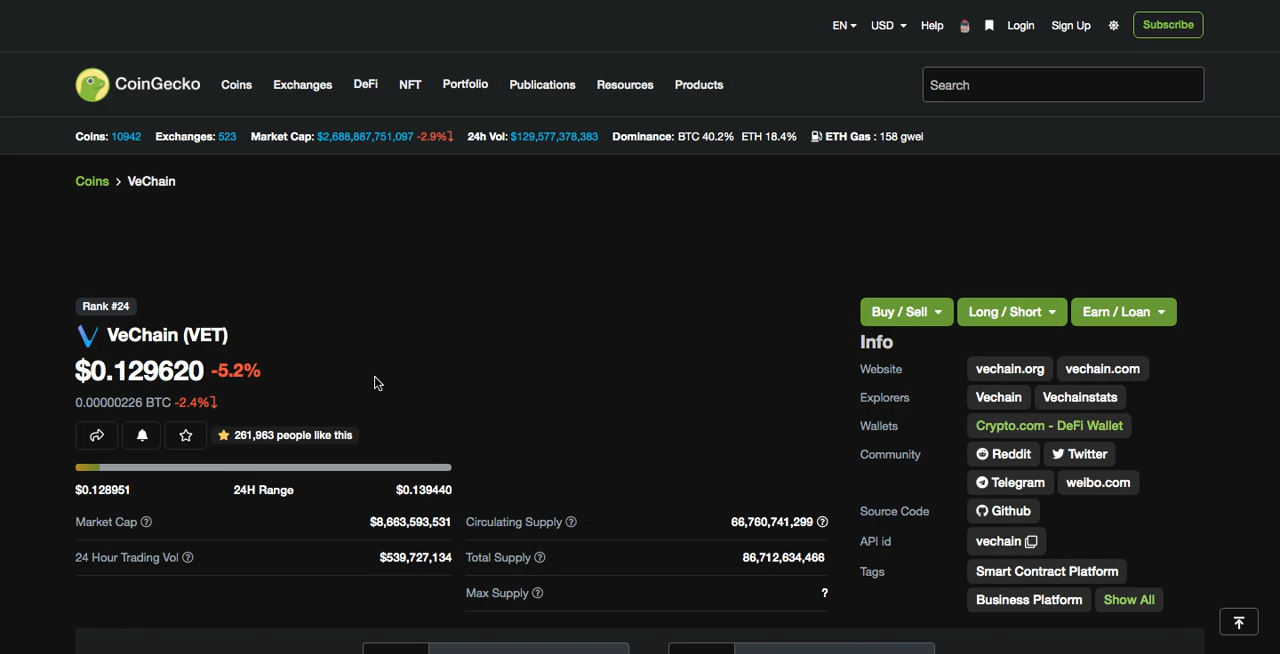 EN USD Help Login Sign Up Subscribe
CoinGecko Coins Exchanges DeFi NFT Portfolio Publications Resources Products Search
Coins: 10942 Exchanges: 523 Market Cap: $2,688,887,751,097 -2.9% 24h Vol: $129,577,378,383 Dominance: BTC 40.2% ETH 18.4% ETH Gas : 158 gwei
Coins > VeChain
Rank #24
VeChain (VET)
$0.129620 -5.2%
0.00000226 BTC -2.4%
261,963 people like this
$0.128951 24H Range $0.139440
Market Cap ? $8,663,593,531
24 Hour Trading Vol ? $539,727,134
Circulating Supply ? 66,760,741,299 ?
Total Supply ? 86,712,634,466
Max Supply ? ?
Buy / Sell Long / Short Earn / Loan
Info
Website vechain.org vechain.com
Explorers Vechain Vechainstats
Wallets Crypto.com - DeFi Wallet
Community Reddit Twitter
Telegram weibo.com
Source Code Github
API id vechain
Tags Smart Contract Platform
Business Platform Show All